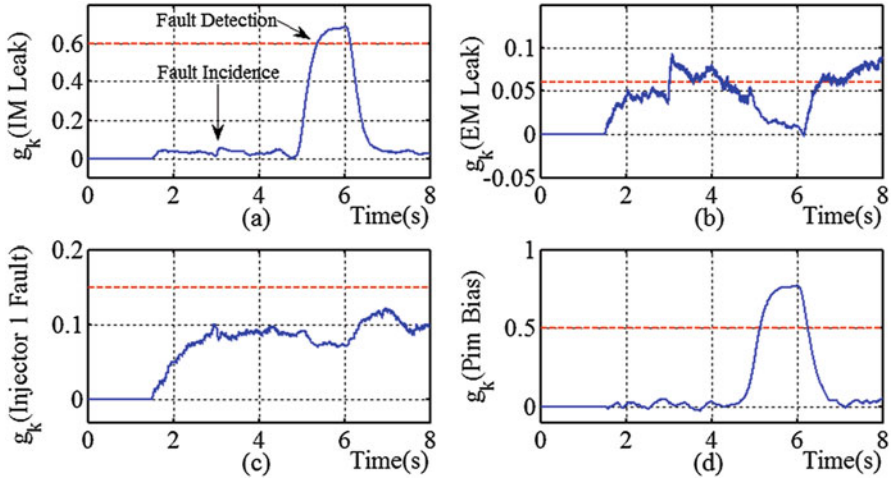 g_k(IM Leak)
0.6
0.4
0.2
0
Fault Detection
Fault Incidence
0 2 4 6 8
(a)
Time(s)
g_k(EM Leak)
0.1
0.05
0
-0.05
0 2 4 6 8
(b)
Time(s)
g_k(Injector 1 Fault)
0.2
0.1
0
0 2 4 6 8
(c)
Time(s)
g_k(Pim Bias)
1
0.5
0
0 2 4 6 8
(d)
Time(s)